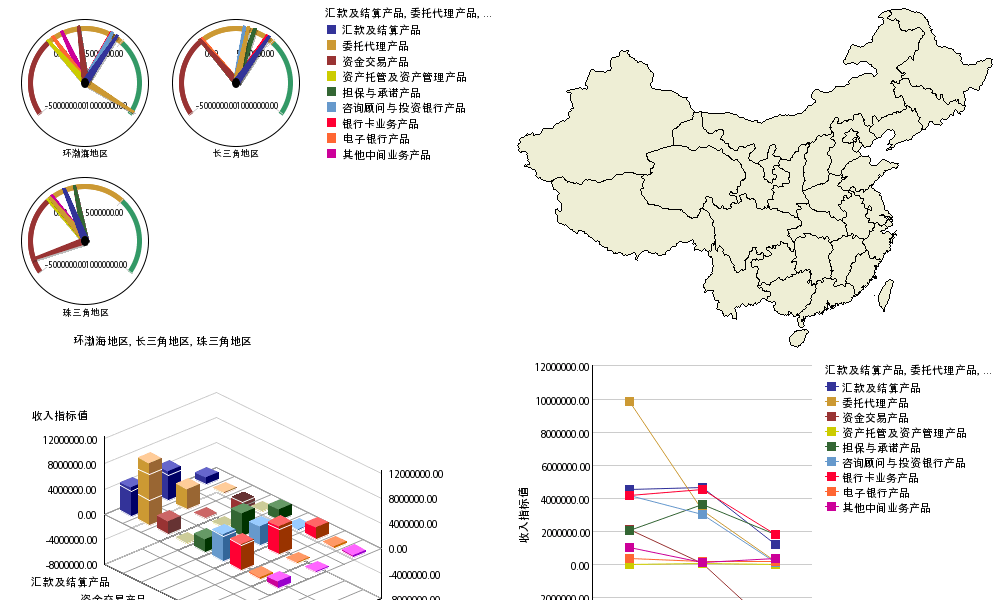 汇款及结算产品, 委托代理产品, ...
汇款及结算产品
委托代理产品
资金交易产品
资产托管及资产管理产品
担保与承诺产品
咨询顾问与投资银行产品
银行卡业务产品
电子银行产品
其他中间业务产品
-5000000.00
10000000.00
环渤海地区
-5000000.00
10000000.00
长三角地区
5000000.00
-5000000.00
10000000.00
珠三角地区
环渤海地区, 长三角地区, 珠三角地区
收入指标值
12000000.00
8000000.00
4000000.00
0.00
-4000000.00
-8000000.00
12000000.00
8000000.00
4000000.00
0.00
-4000000.00
-8000000.00
汇款及结算产品
资金交易产品
收入指标值
12000000.00
10000000.00
8000000.00
6000000.00
4000000.00
2000000.00
0.00
汇款及结算产品, 委托代理产品, ...
汇款及结算产品
委托代理产品
资金交易产品
资产托管及资产管理产品
担保与承诺产品
咨询顾问与投资银行产品
银行卡业务产品
电子银行产品
其他中间业务产品